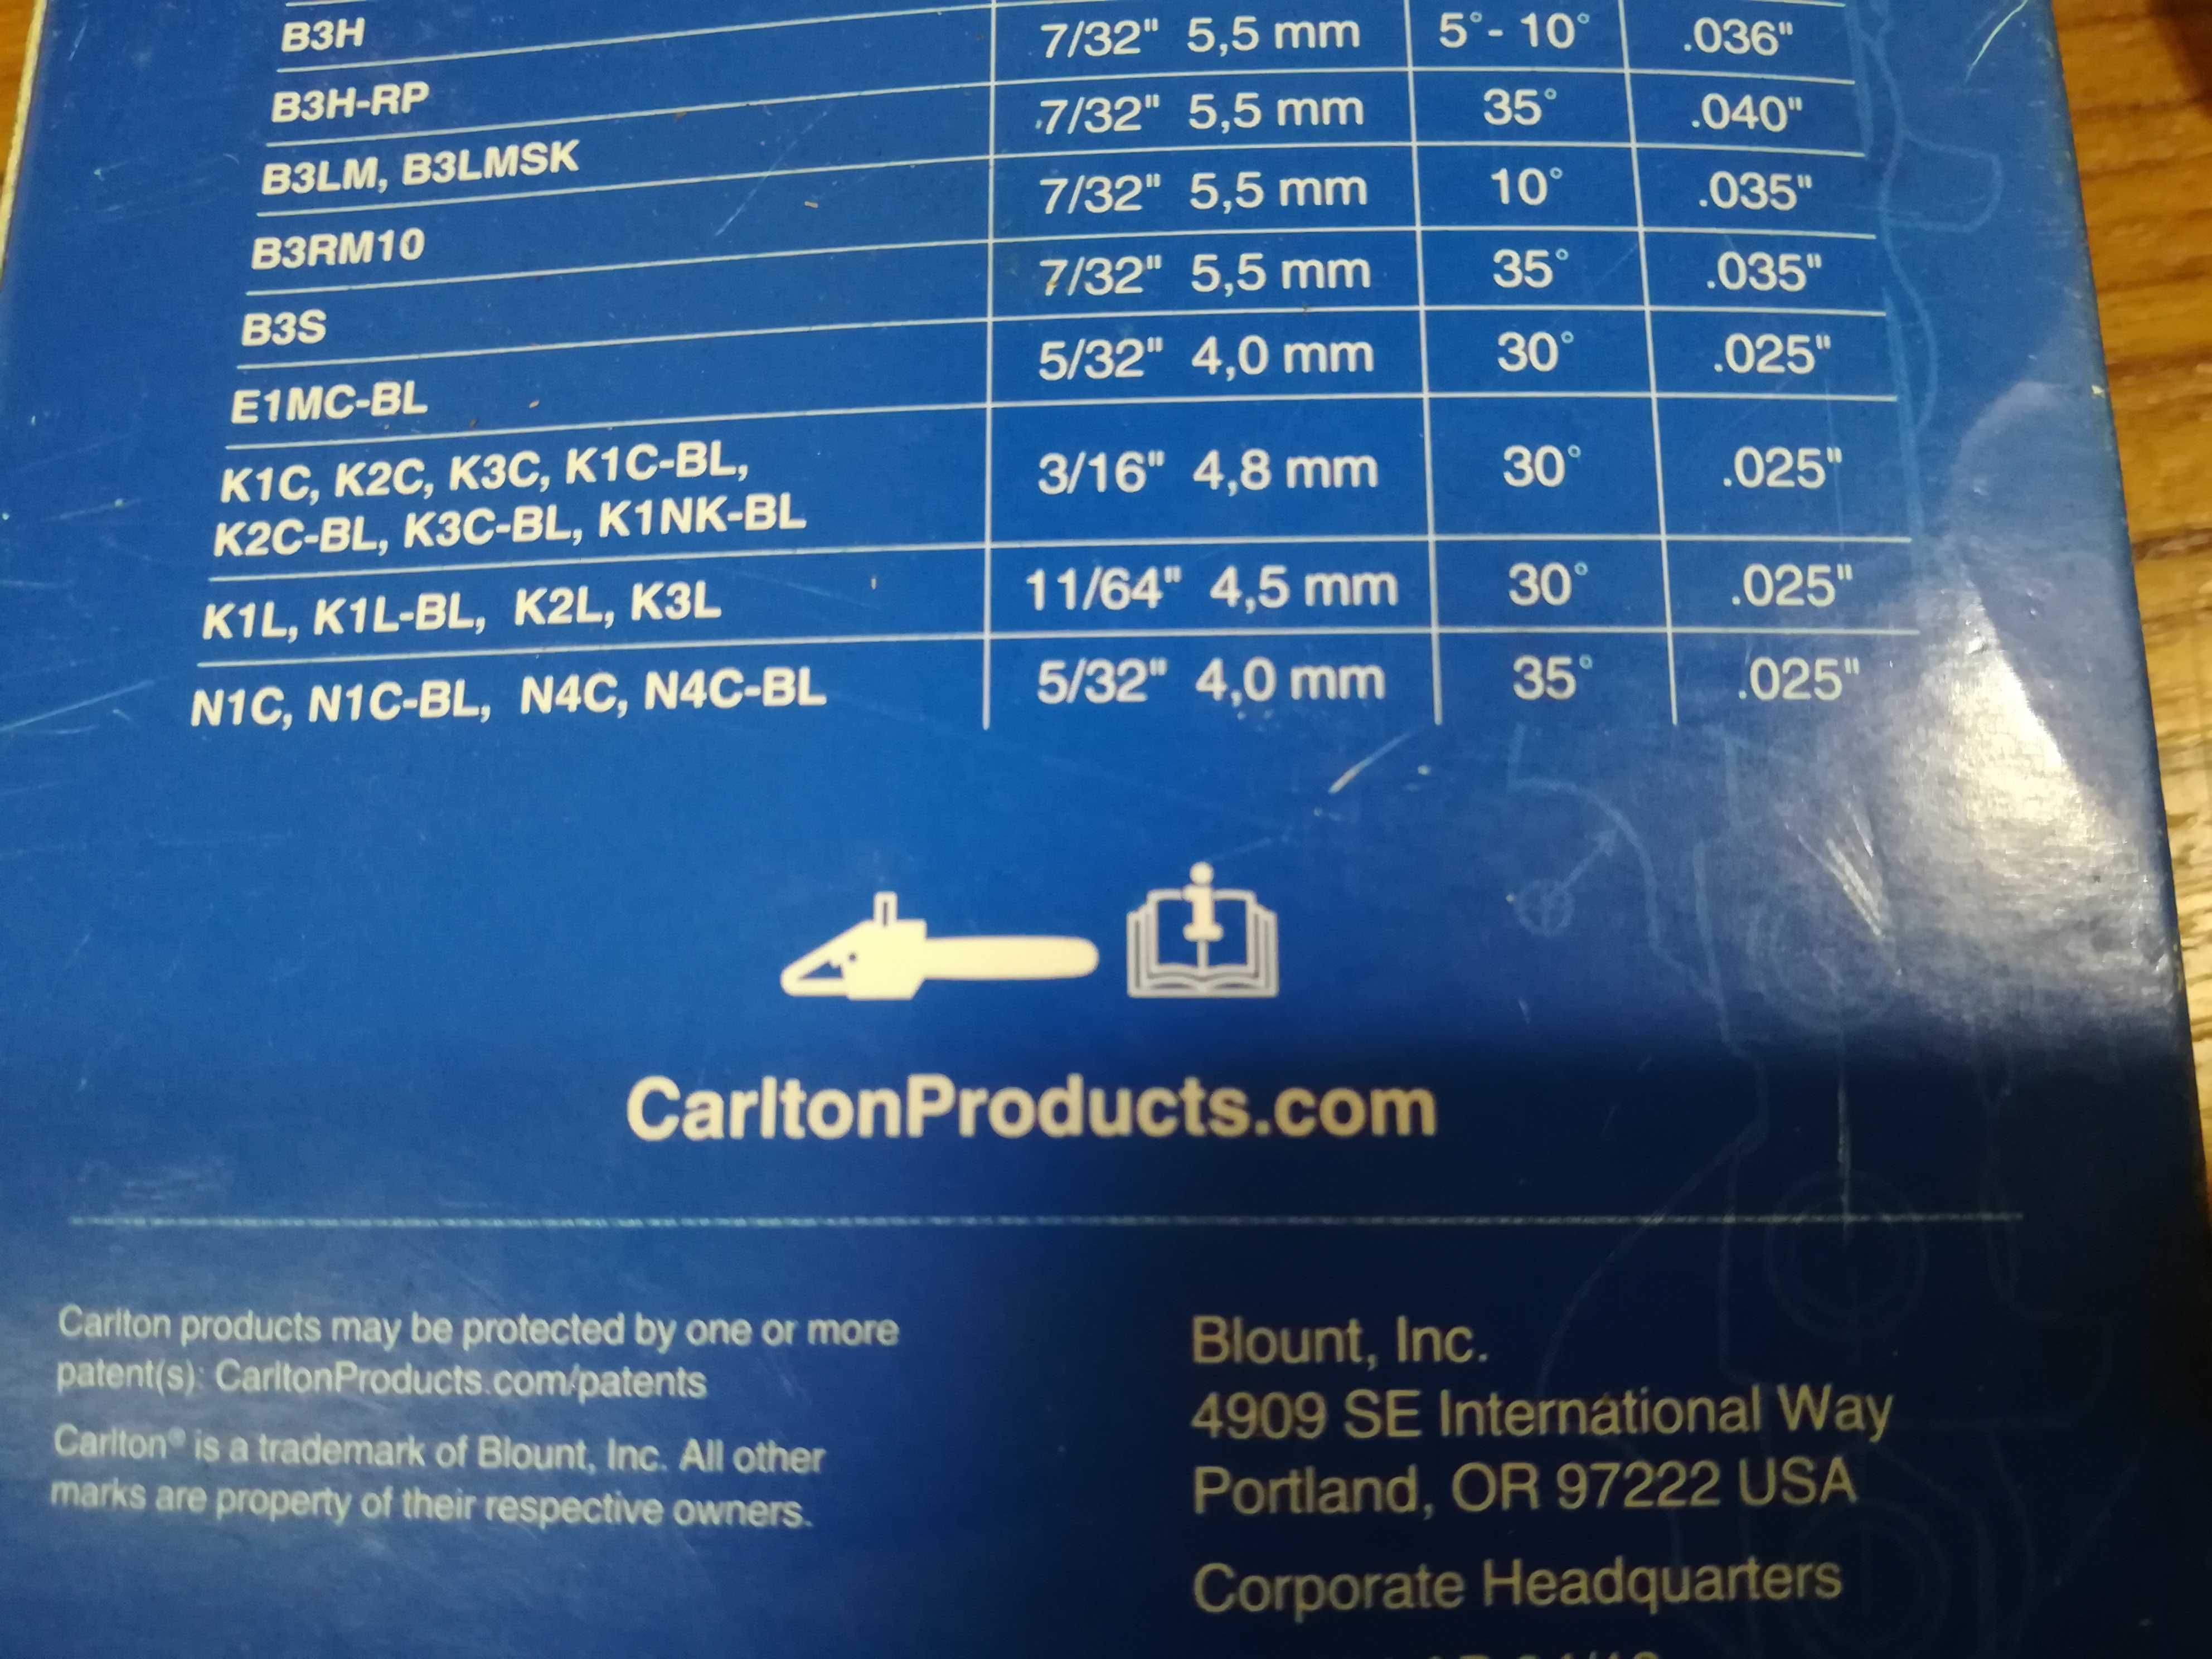 B3H
B3H-RP 7/32" 5,5 mm 5°- 10° .036"
B3LM, B3LMSK 7/32" 5,5 mm 35° .040"
B3RM10 7/32" 5,5 mm 10° .035"
B3S 7/32" 5,5 mm 35° .035"
E1MC-BL 5/32" 4,0 mm 30° .025"
K1C, K2C, K3C, K1C-BL,
K2C-BL, K3C-BL, K1NK-BL 3/16" 4,8 mm 30° .025"
K1L, K1L-BL, K2L, K3L 11/64" 4,5 mm 30° .025"
N1C, N1C-BL, N4C, N4C-BL 5/32" 4,0 mm 35° .025"
CarltonProducts.com
Carlton products may be protected by one or more
patent(s): CarltonProducts.com/patents
Carlton® is a trademark of Blount, Inc. All other
marks are property of their respective owners.
Blount, Inc.
4909 SE International Way
Portland, OR 97222 USA
Corporate Headquarters